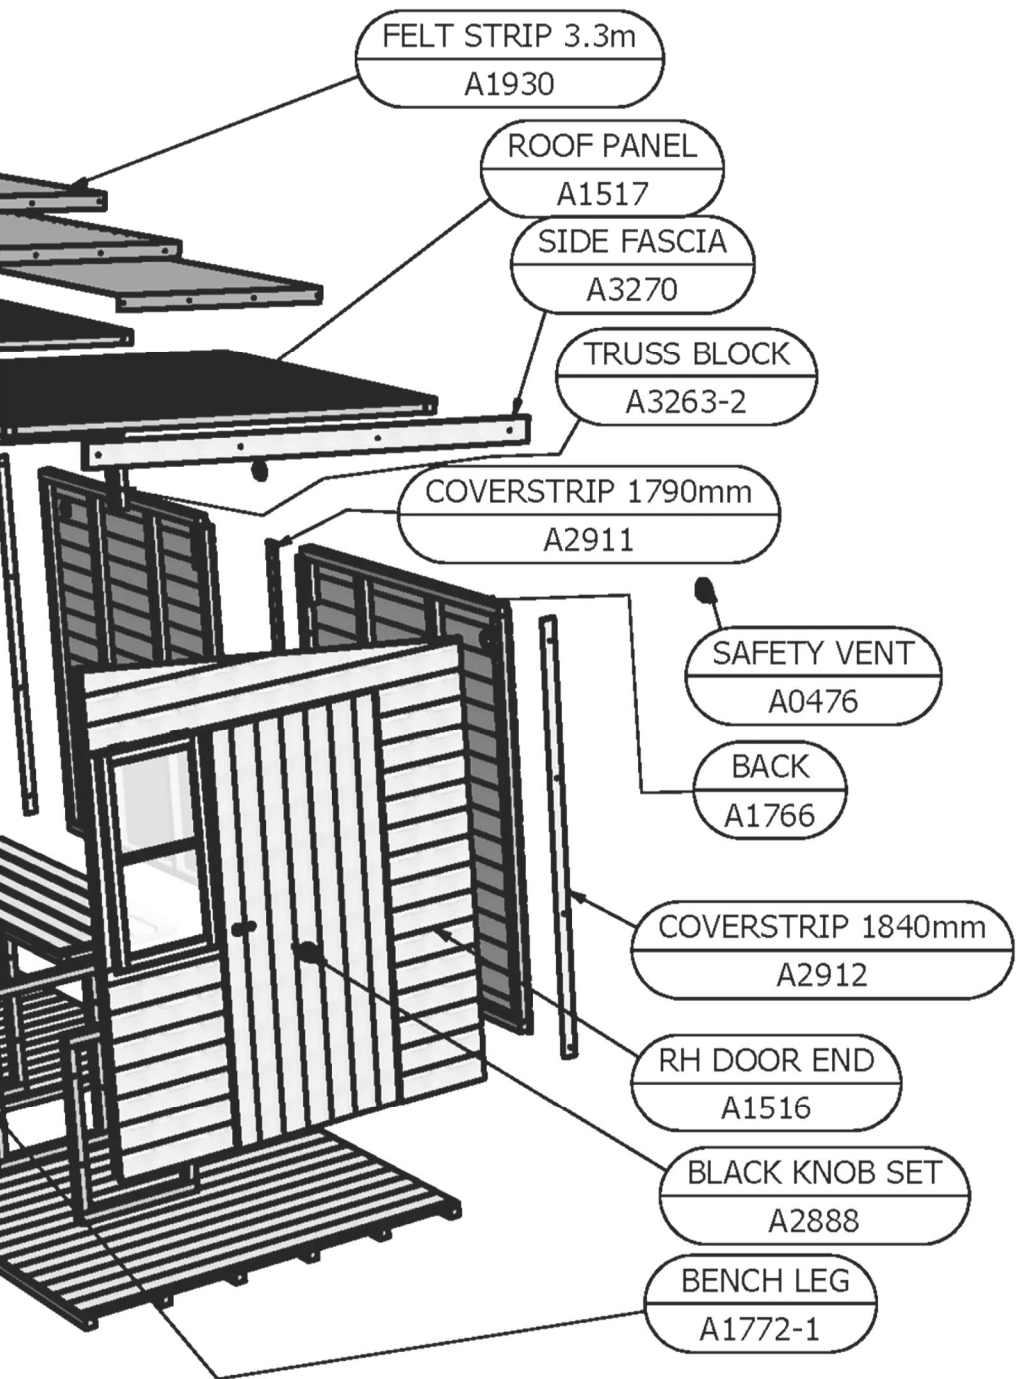 FELT STRIP 3.3m
A1930
ROOF PANEL
A1517
SIDE FASCIA
A3270
TRUSS BLOCK
A3263-2
COVERSTRIP 1790mm
A2911
SAFETY VENT
A0476
BACK
A1766
COVERSTRIP 1840mm
A2912
RH DOOR END
A1516
BLACK KNOB SET
A2888
BENCH LEG
A1772-1